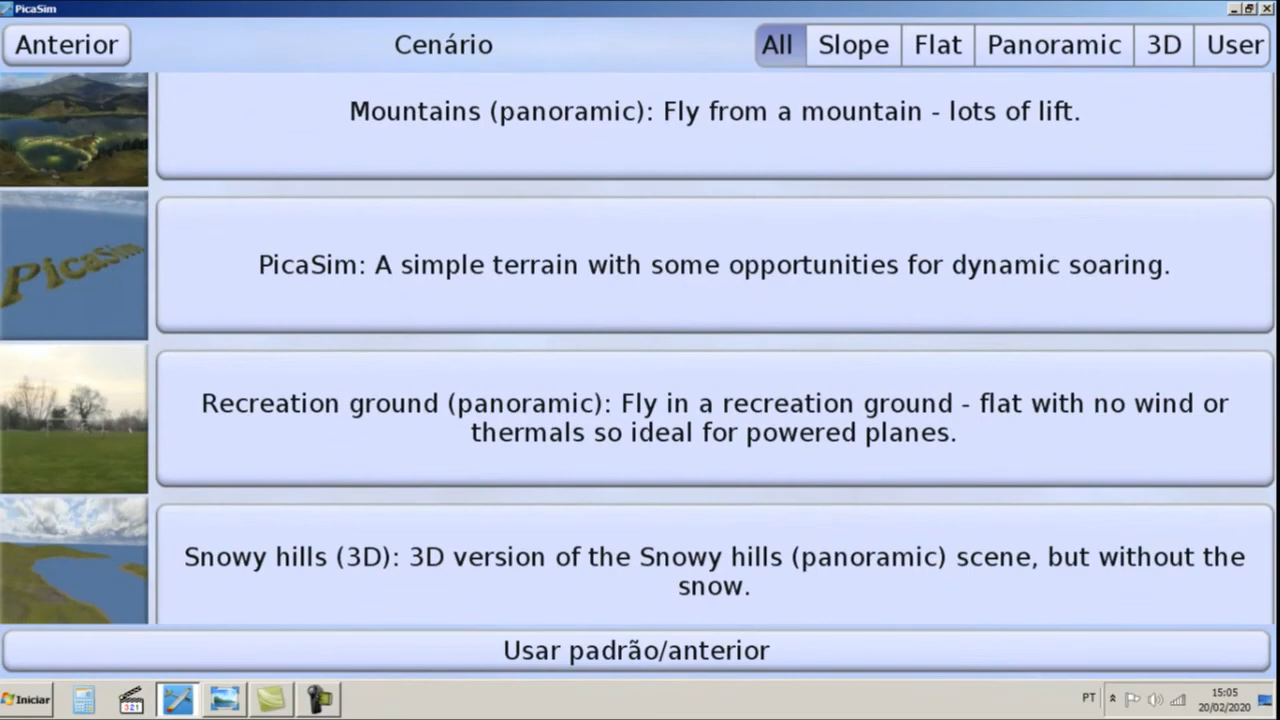 PicaSim
Anterior
Cenário
All
Slope
Flat
Panoramic
3D
User
Mountains (panoramic): Fly from a mountain - lots of lift.
PicaSim
PicaSim: A simple terrain with some opportunities for dynamic soaring.
Recreation ground (panoramic): Fly in a recreation ground - flat with no wind or
thermals so ideal for powered planes.
Snowy hills (3D): 3D version of the Snowy hills (panoramic) scene, but without the
snow.
Usar padrão/anterior
Iniciar
321
PT
15:05
20/02/2020